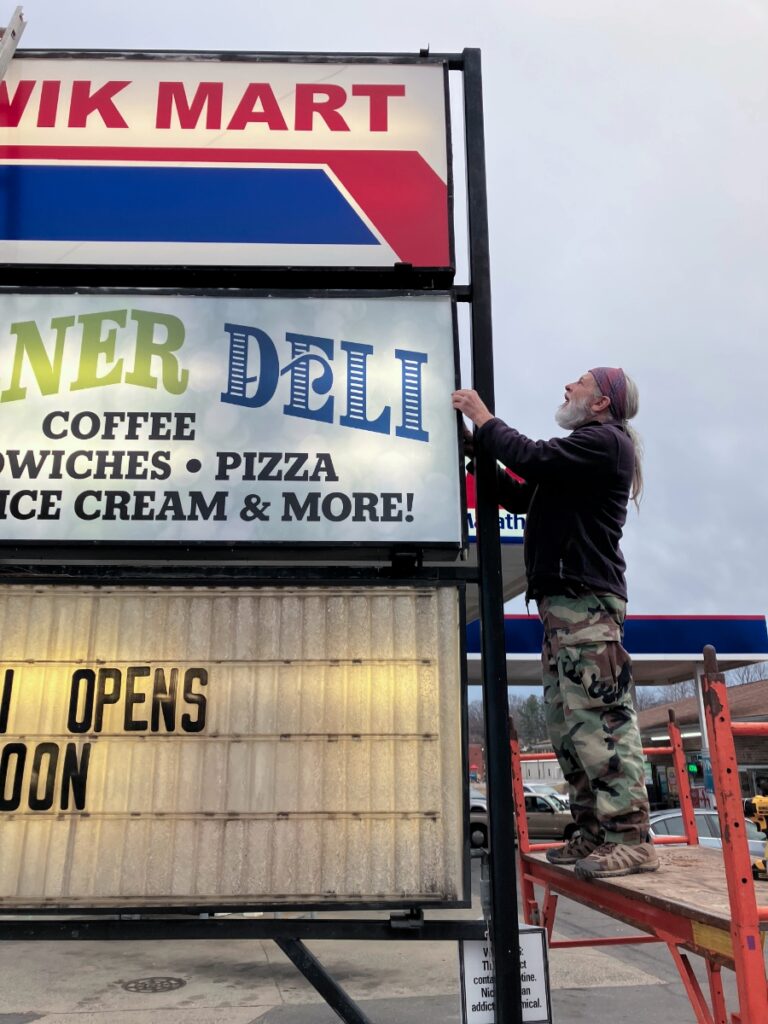 WIK MART
NER DELI
COFFEE
DWICHES • PIZZA
ICE CREAM & MORE!
I OPENS
OON